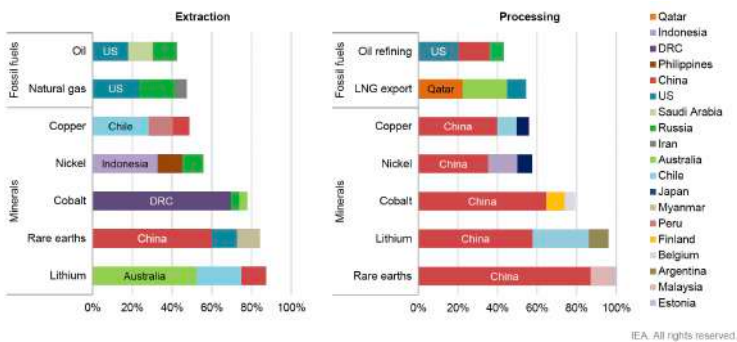 Extraction
Fossil fuels
Oil
US
Natural gas
US
Minerals
Copper
Chile
Nickel
Indonesia
Cobalt
DRC
Rare earths
China
Lithium
Australia
0% 20% 40% 60% 80% 100%
Processing
Fossil fuels
Oil refining
US
LNG export
Qatar
Minerals
Copper
China
Nickel
China
Cobalt
China
Lithium
China
Rare earths
China
0% 20% 40% 60% 80% 100%
Qatar
Indonesia
DRC
Philippines
China
US
Saudi Arabia
Russia
Iran
Australia
Chile
Japan
Myanmar
Peru
Finland
Belgium
Argentina
Malaysia
Estonia
IEA. All rights reserved.